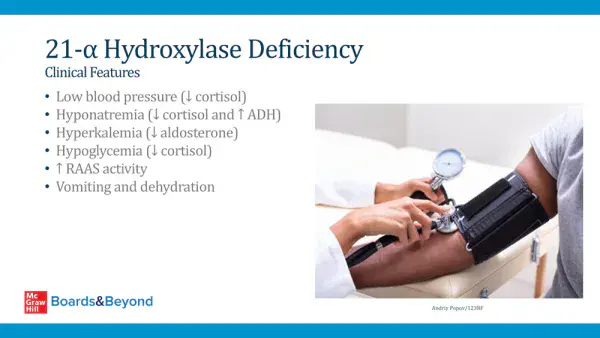 21-α Hydroxylase Deficiency
Clinical Features
• Low blood pressure (↓ cortisol)
• Hyponatremia (↓ cortisol and ↑ ADH)
• Hyperkalemia (↓ aldosterone)
• Hypoglycemia (↓ cortisol)
• ↑ RAAS activity
• Vomiting and dehydration
Andriy Popov/123RF
Mc
Graw
Hill
Boards&Beyond